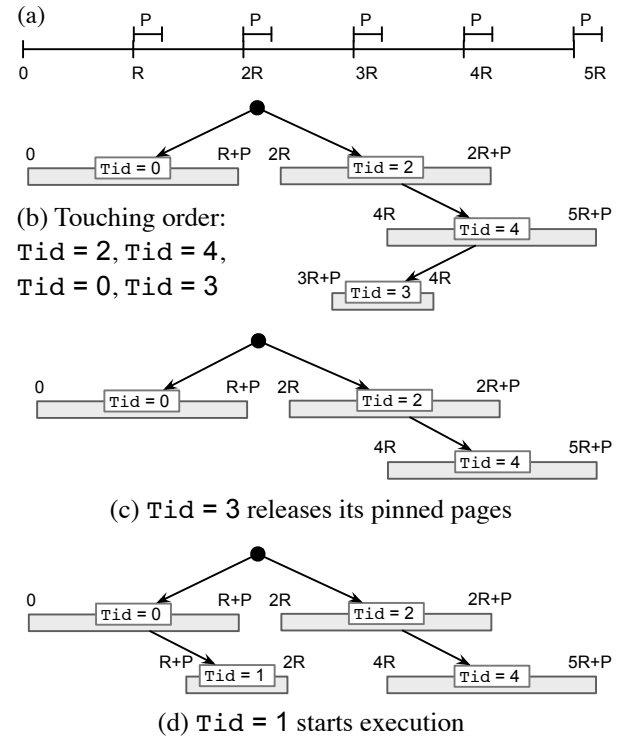 (a)
P P P P P
0 R 2R 3R 4R 5R
0 R+P 2R 2R+P
Tid = 0 Tid = 2
(b) Touching order:
4R 5R+P
Tid = 2, Tid = 4,
Tid = 4
Tid = 0, Tid = 3
3R+P 4R
Tid = 3
0 R+P 2R 2R+P
Tid = 0 Tid = 2
4R 5R+P
Tid = 4
(c) Tid = 3 releases its pinned pages
0 R+P 2R 2R+P
Tid = 0 Tid = 2
R+P 2R 4R 5R+P
Tid = 1 Tid = 4
(d) Tid = 1 starts execution